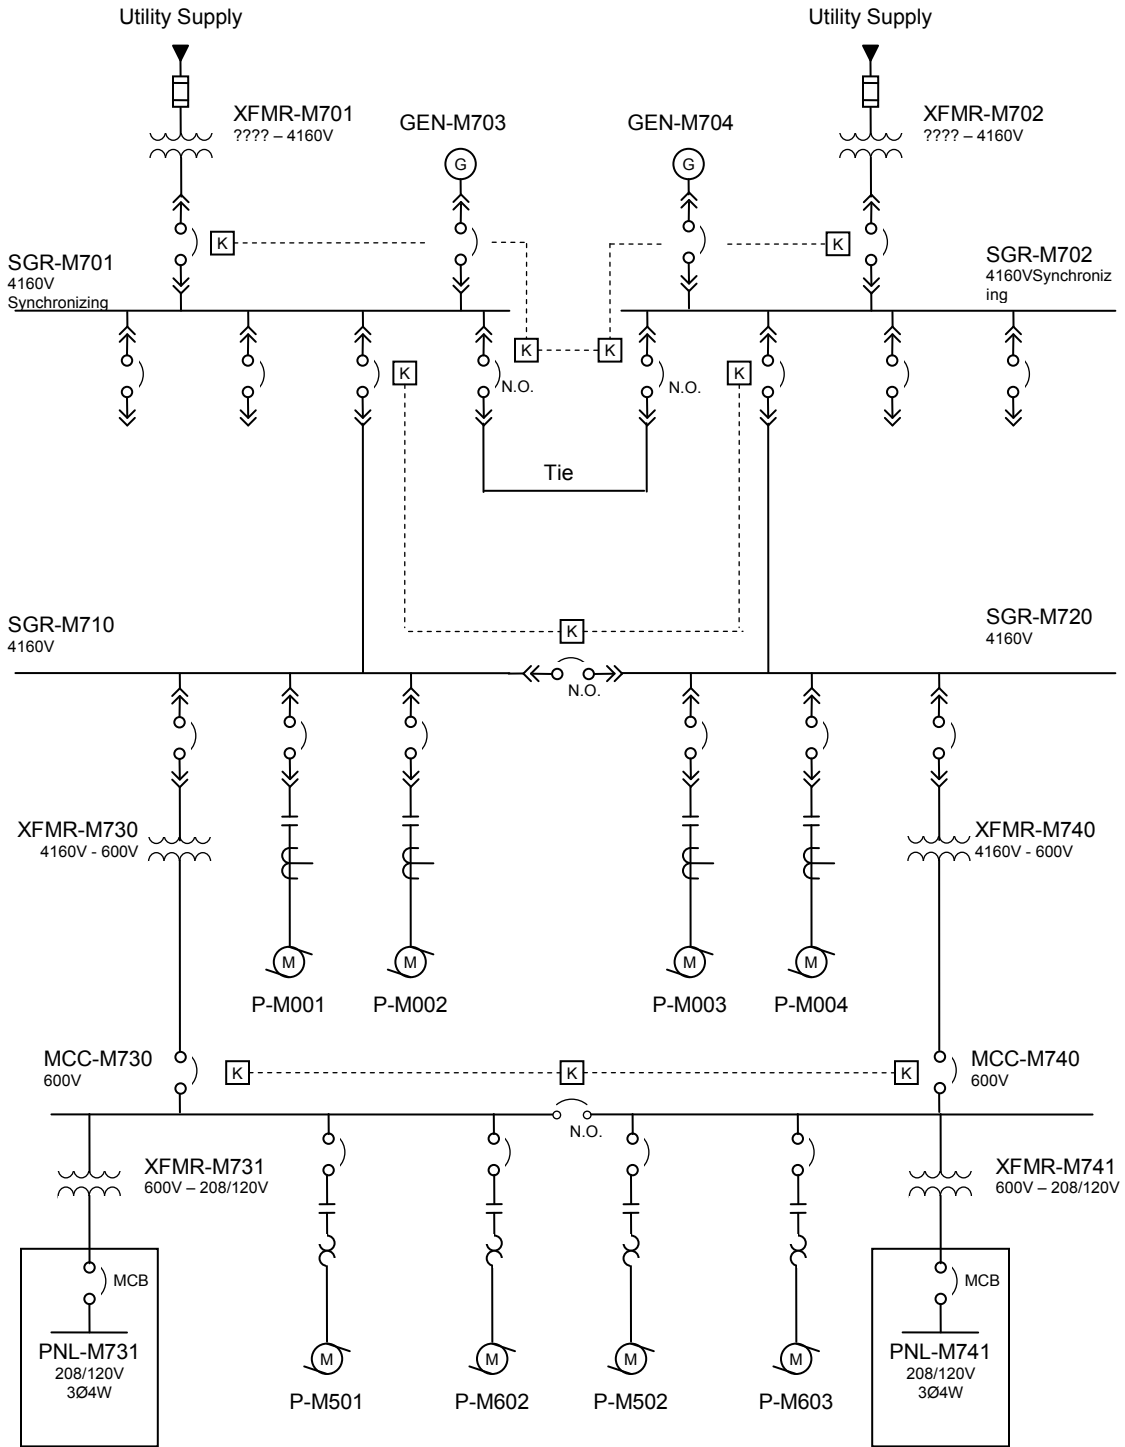 Utility Supply
Utility Supply
XFMR-M701
???? – 4160V
GEN-M703
GEN-M704
XFMR-M702
???? – 4160V
G
G
K
K
SGR-M701
4160V
Synchronizing
SGR-M702
4160VSynchroniz
ing
K
K
K
K
N.O.
N.O.
Tie
SGR-M710
4160V
K
SGR-M720
4160V
N.O.
XFMR-M730
4160V - 600V
XFMR-M740
4160V - 600V
M
M
M
M
P-M001
P-M002
P-M003
P-M004
MCC-M730
600V
K
K
K
MCC-M740
600V
N.O.
XFMR-M731
600V – 208/120V
XFMR-M741
600V – 208/120V
MCB
MCB
PNL-M731
208/120V
3Ø4W
M
M
M
M
PNL-M741
208/120V
3Ø4W
P-M501
P-M602
P-M502
P-M603